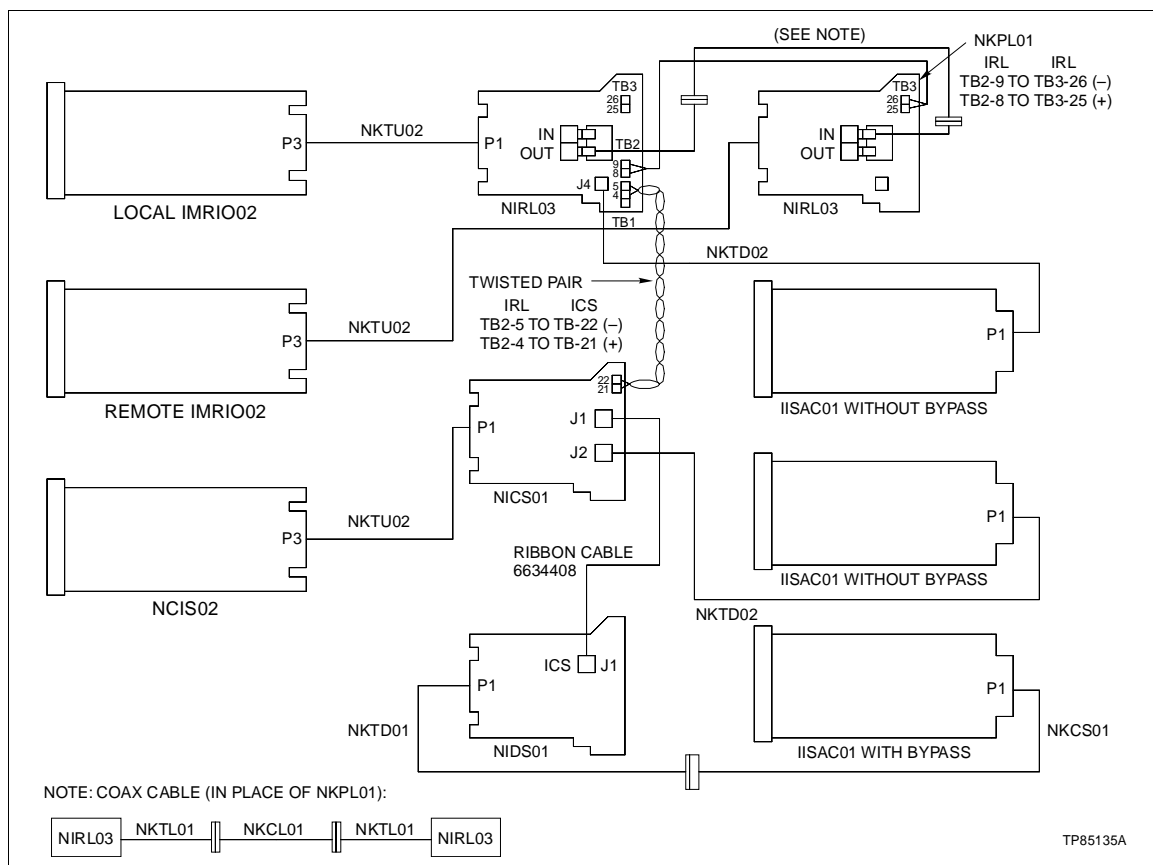 (SEE NOTE)
NKPL01
IRL IRL
TB2-9 TO TB3-26 (–)
TB2-8 TO TB3-25 (+)
P3
NKTU02
P1
IN
OUT
TB3
26
25
TB2
9
8
5
4
J4
TB1
NIRL03
LOCAL IMRIO02
TB3
26
25
IN
OUT
NIRL03
NKTD02
TWISTED PAIR
IRL ICS
TB2-5 TO TB-22 (–)
TB2-4 TO TB-21 (+)
P3
NKTU02
REMOTE IMRIO02
P1
IISAC01 WITHOUT BYPASS
22
21
P1
J1
J2
NICS01
P3
NKTU02
NCIS02
RIBBON CABLE
6634408
P1
IISAC01 WITHOUT BYPASS
NKTD02
ICS
J1
P1
NKTD01
NIDS01
P1
NKCS01
IISAC01 WITH BYPASS
NOTE: COAX CABLE (IN PLACE OF NKPL01):
NIRL03 NKTL01 NKCL01 NKTL01 NIRL03
TP85135A